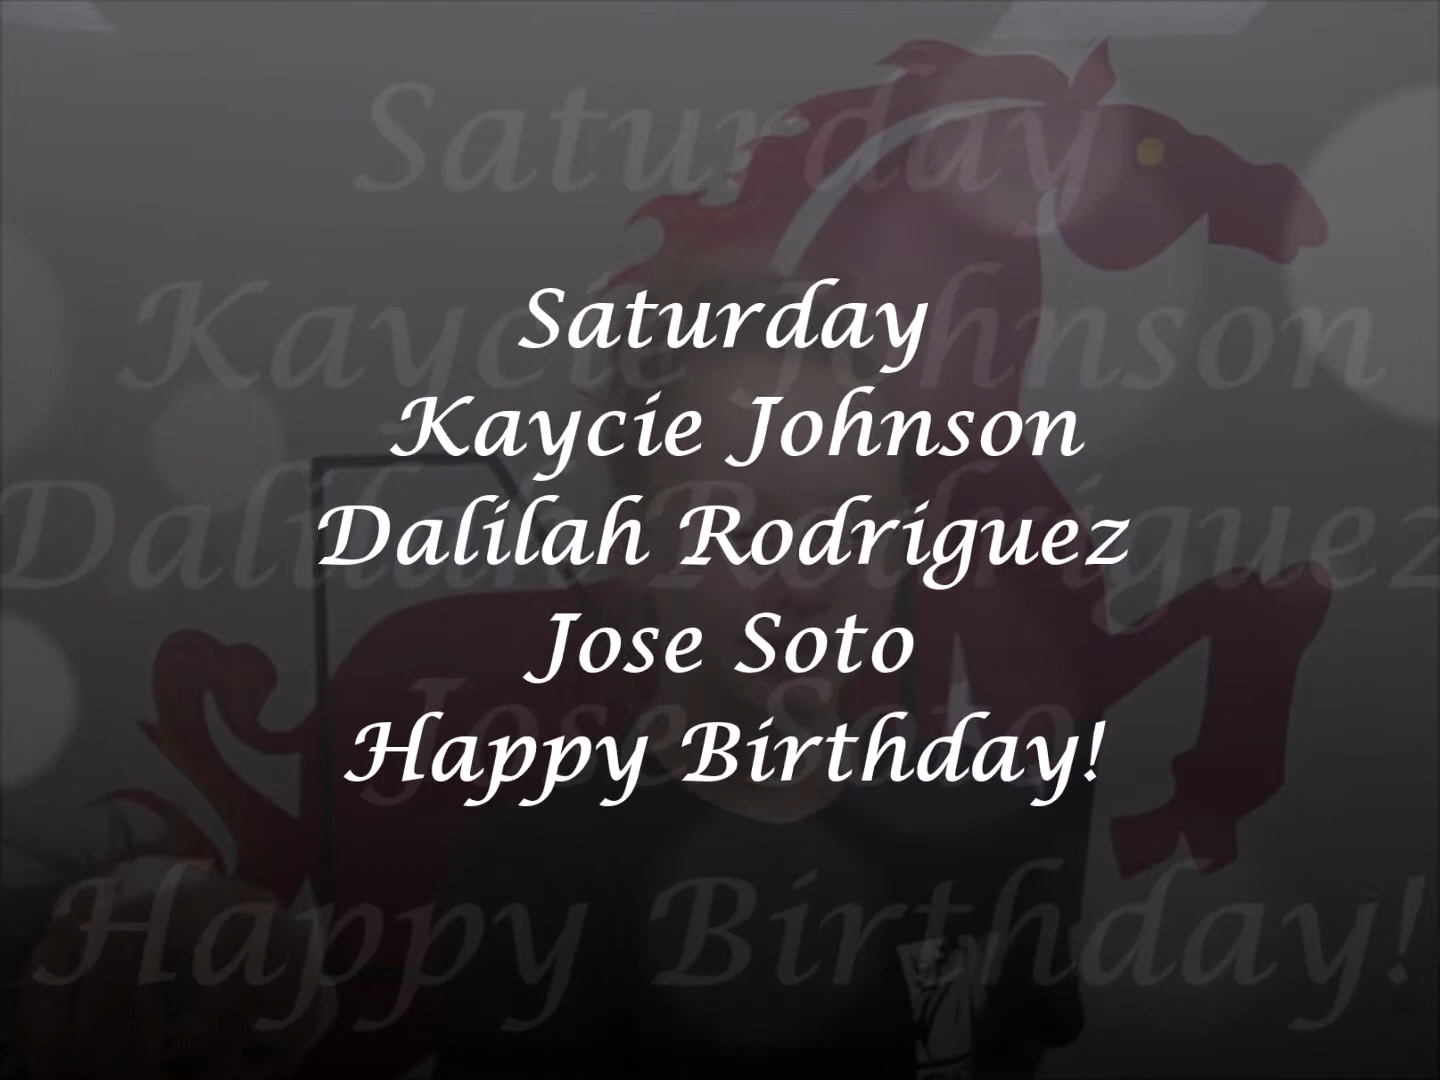 Saturday
Kaycie Johnson
Dalilah Rodriguez
Jose Soto
Happy Birthday!